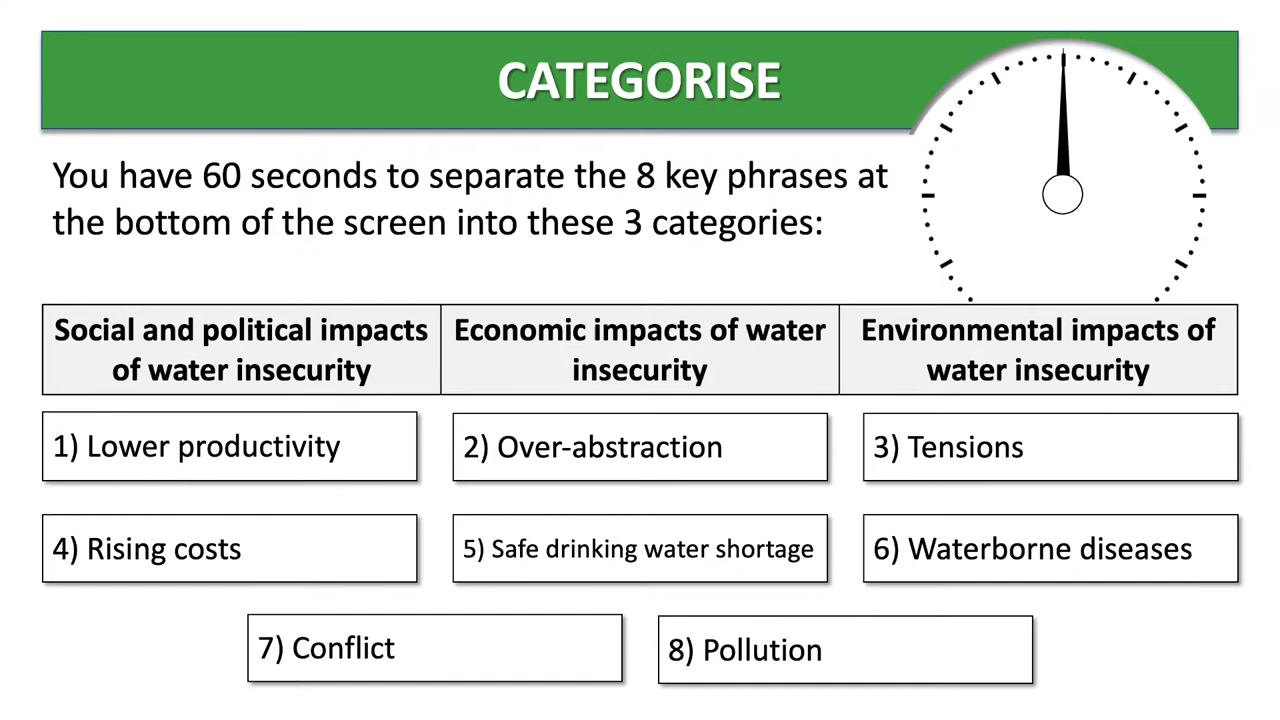 CATEGORISE
You have 60 seconds to separate the 8 key phrases at
the bottom of the screen into these 3 categories:
Social and political impacts
of water insecurity
Economic impacts of water
insecurity
Environmental impacts of
water insecurity
1) Lower productivity
2) Over-abstraction
3) Tensions
4) Rising costs
5) Safe drinking water shortage
6) Waterborne diseases
7) Conflict
8) Pollution